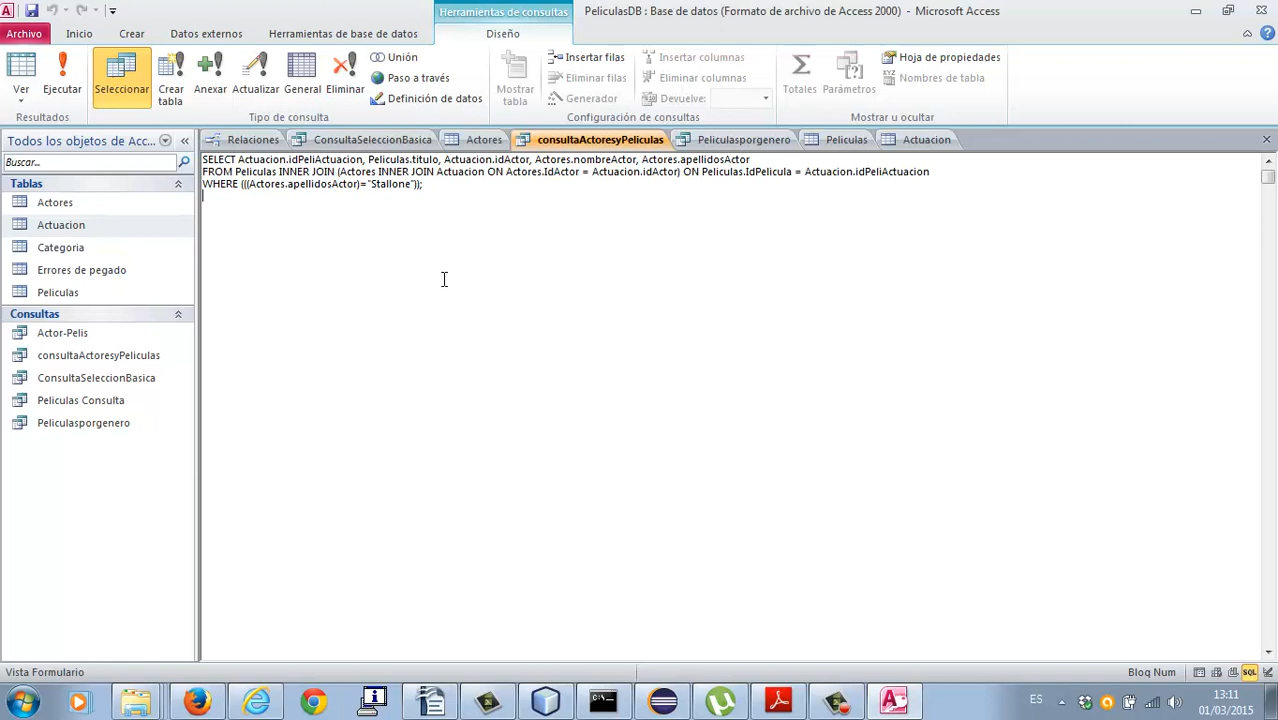 Herramientas de consultas
PeliculasDB : Base de datos (Formato de archivo de Access 2000) - Microsoft Access
Archivo Inicio Crear Datos externos Herramientas de base de datos Diseño
Ver
Ejecutar
Seleccionar
Crear tabla
Anexar
Actualizar
General
Eliminar
Unión
Paso a través
Definición de datos
Mostrar tabla
Insertar filas
Eliminar filas
Generador
Insertar columnas
Eliminar columnas
Devuelve:
Totales
Parámetros
Hoja de propiedades
Nombres de tabla
Resultados Tipo de consulta Configuración de consultas Mostrar u ocultar
Todos los objetos de Acc...
Buscar...
Tablas
Actores
Actuacion
Categoria
Errores de pegado
Peliculas
Consultas
Actor-Pelis
consultaActoresyPeliculas
ConsultaSeleccionBasica
Peliculas Consulta
Peliculasporgenero
Relaciones ConsultaSeleccionBasica Actores consultaActoresyPeliculas Peliculasporgenero Peliculas Actuacion
SELECT Actuacion.idPeliActuacion, Peliculas.titulo, Actuacion.idActor, Actores.nombreActor, Actores.apellidosActor
FROM Peliculas INNER JOIN (Actores INNER JOIN Actuacion ON Actores.IdActor = Actuacion.idActor) ON Peliculas.IdPelicula = Actuacion.idPeliActuacion
WHERE (((Actores.apellidosActor)="Stallone"));
Vista Formulario
Bloq Num
SQL
ES
13:11
01/03/2015